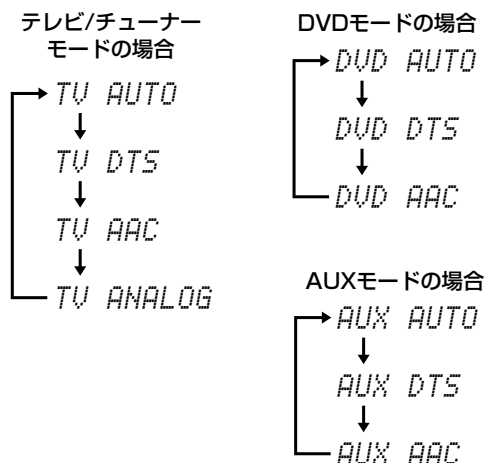 テレビ/チューナー
モードの場合
TV AUTO
TV DTS
TV AAC
TV ANALOG
DVDモードの場合
DVD AUTO
DVD DTS
DVD AAC
AUXモードの場合
AUX AUTO
AUX DTS
AUX AAC